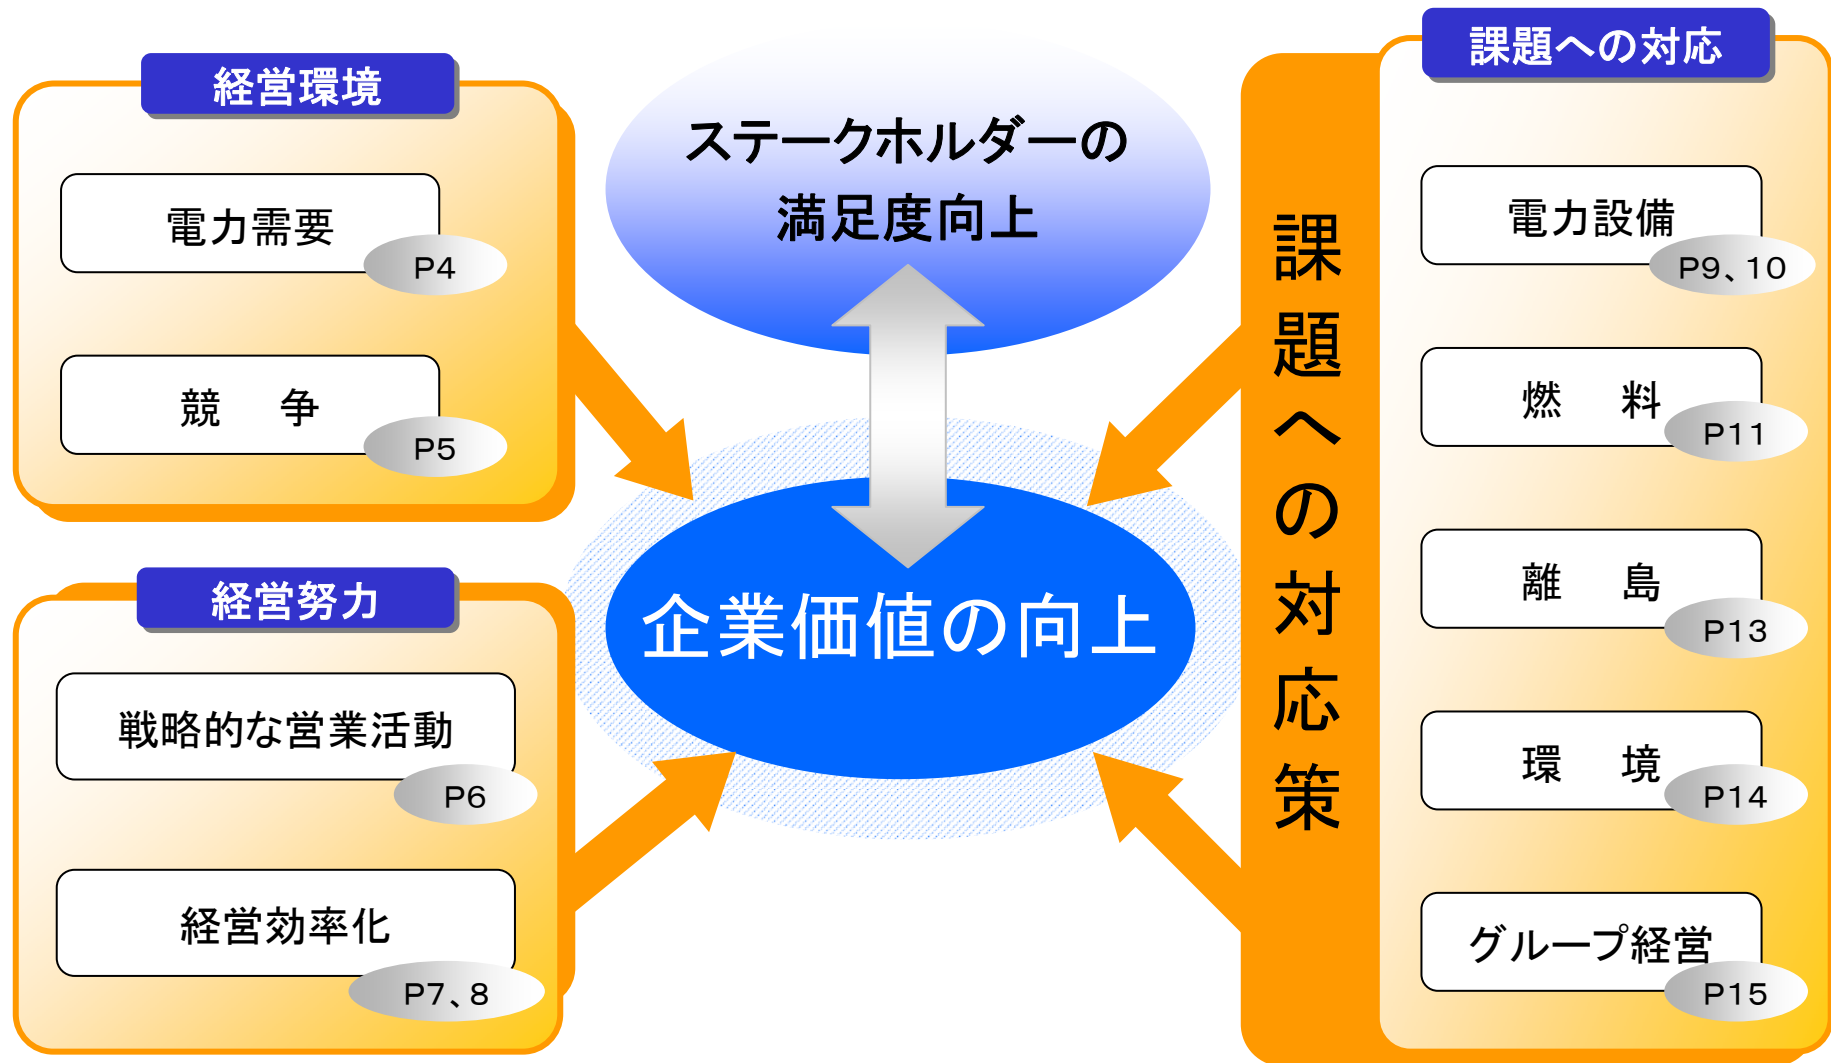 経営環境
電力需要
P4
競　争
P5
経営努力
戦略的な営業活動
P6
経営効率化
P7、8
ステークホルダーの
満足度向上
企業価値の向上
課題への対応策
課題への対応
電力設備
P9、10
燃　料
P11
離　島
P13
環　境
P14
グループ経営
P15